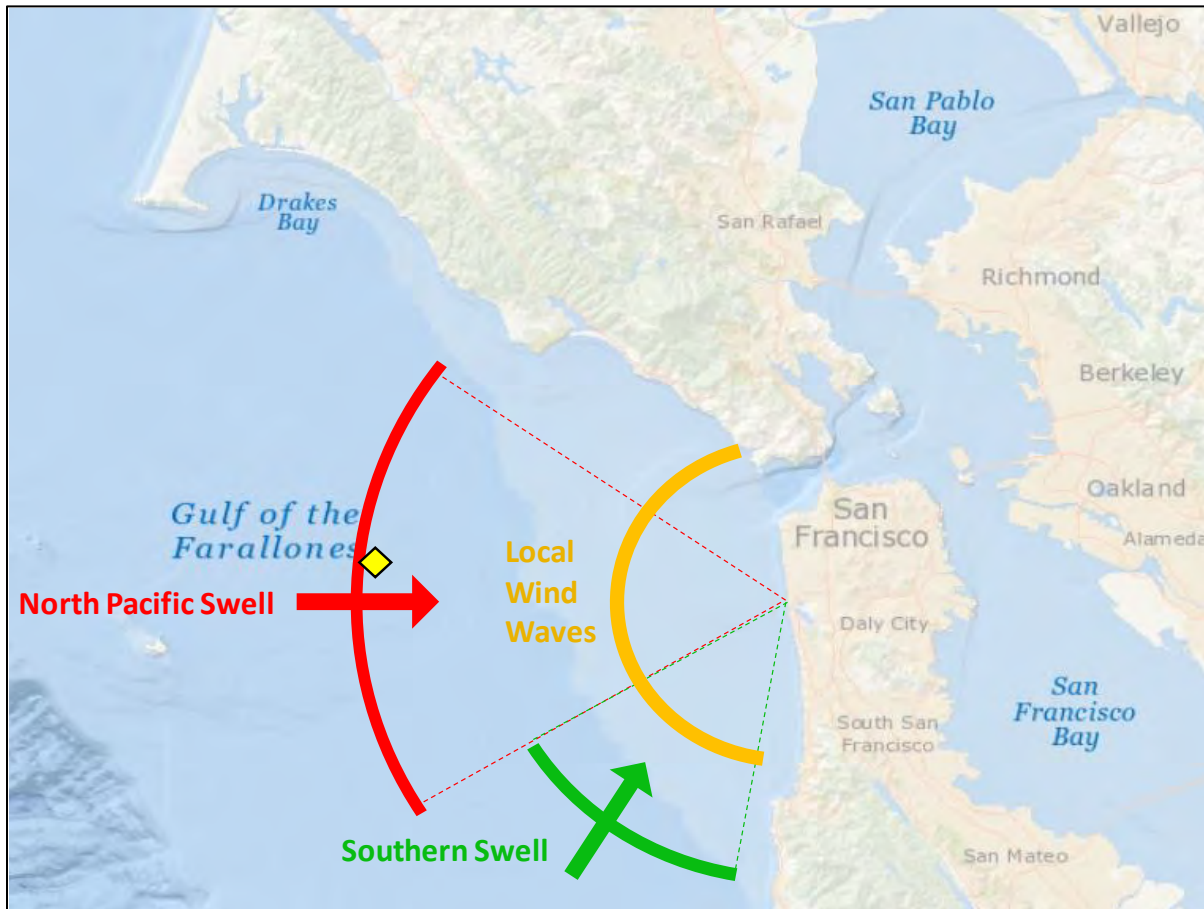 Vallejo
San Pablo
Bay
Drakes
Bay
San Rafael
Richmond
Berkeley
Gulf of the
Farallones
San
Francisco
Oakland
Alameda
Local
Wind
Waves
North Pacific Swell
Daly City
San
Francisco
Bay
South San
Francisco
Southern Swell
San Mateo